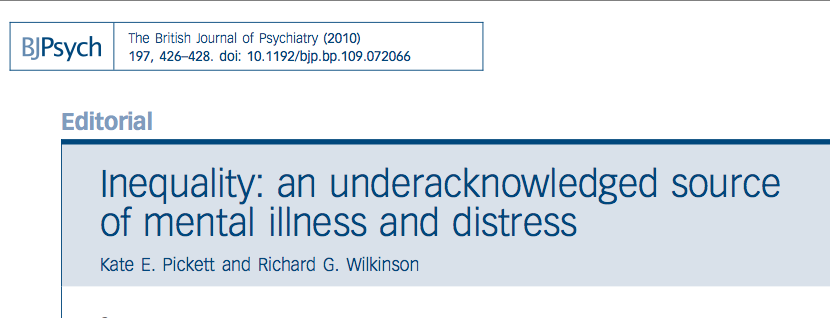 BJPsych
The British Journal of Psychiatry (2010)
197, 426–428. doi: 10.1192/bjp.bp.109.072066
Editorial
Inequality: an underacknowledged source
of mental illness and distress
Kate E. Pickett and Richard G. Wilkinson